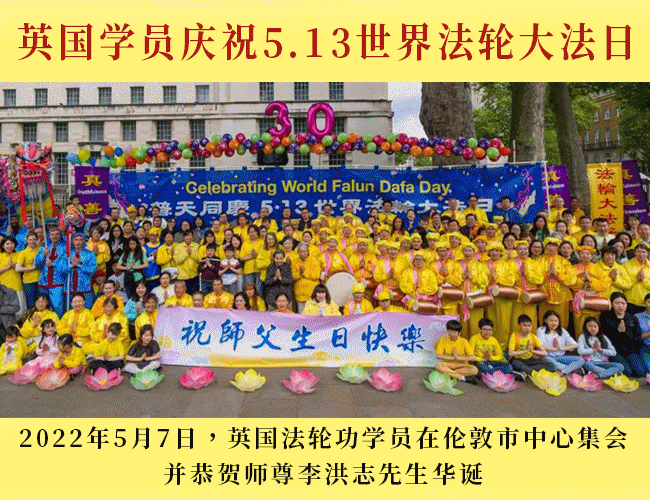 英国学员庆祝5.13世界法轮大法日
30
Celebrating World Falun Dafa Day.
普天同慶 5.13世界法輪大法日
真
Truthfulness
善
法輪大法
真
善
祝師父生日快樂
2022年5月7日，英国法轮功学员在伦敦市中心集会
并恭贺师尊李洪志先生华诞